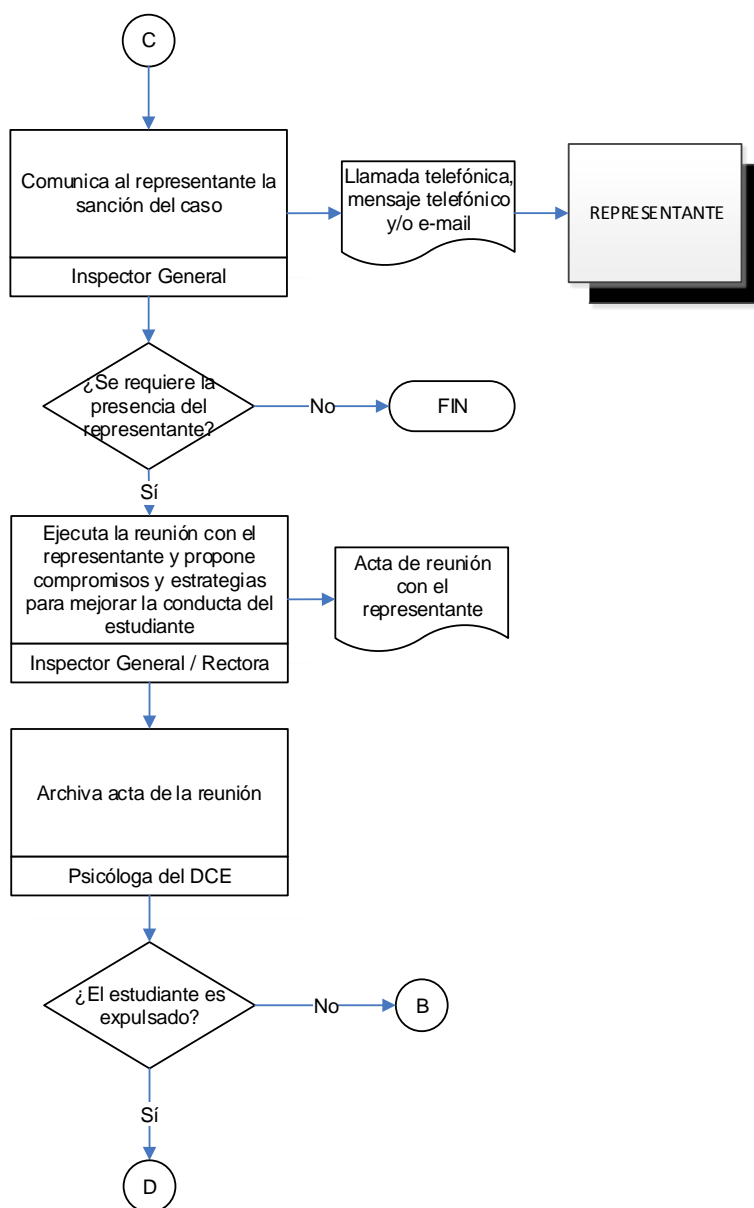 C
Comunica al representante la
sanción del caso
Inspector General
Llamada telefónica,
mensaje telefónico
y/o e-mail
REPRESENTANTE
¿Se requiere la
presencia del
representante?
No
FIN
Sí
Ejecuta la reunión con el
representante y propone
compromisos y estrategias
para mejorar la conducta del
estudiante
Inspector General / Rectora
Acta de reunión
con el
representante
Archiva acta de la reunión
Psicóloga del DCE
¿El estudiante es
expulsado?
No
B
Sí
D